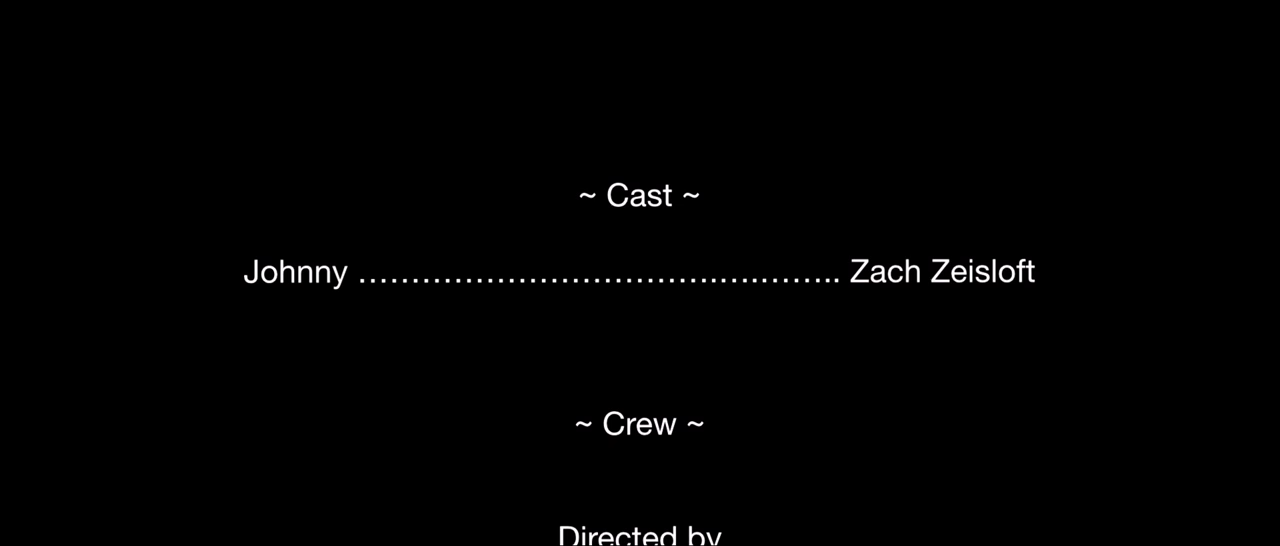 ~ Cast ~
Johnny ……………………………….…..…….. Zach Zeisloft
~ Crew ~
Directed by